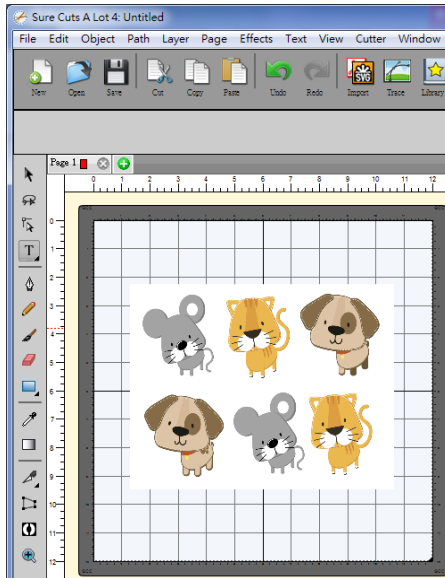 Sure Cuts A Lot 4: Untitled
File Edit Object Path Layer Page Effects Text View Cutter Window
SVG
New Open Save Cut Copy Paste Undo Redo Import Trace Library
Page 1
0 1 2 3 4 5 6 7 8 9 10 11 12
T
0
1
2
3
4
5
6
7
8
9
10
11
12